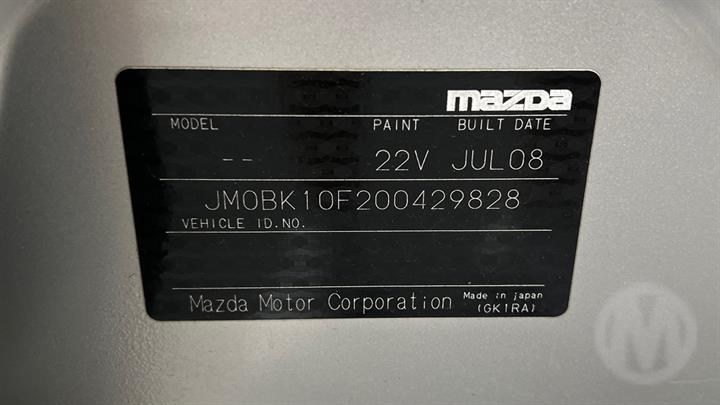 mazda
MODEL PAINT BUILT DATE
-- 22V JUL08
JM0BK10F200429828
VEHICLE ID.NO.
Mazda Motor Corporation Made in japan
(GK1RA)
M